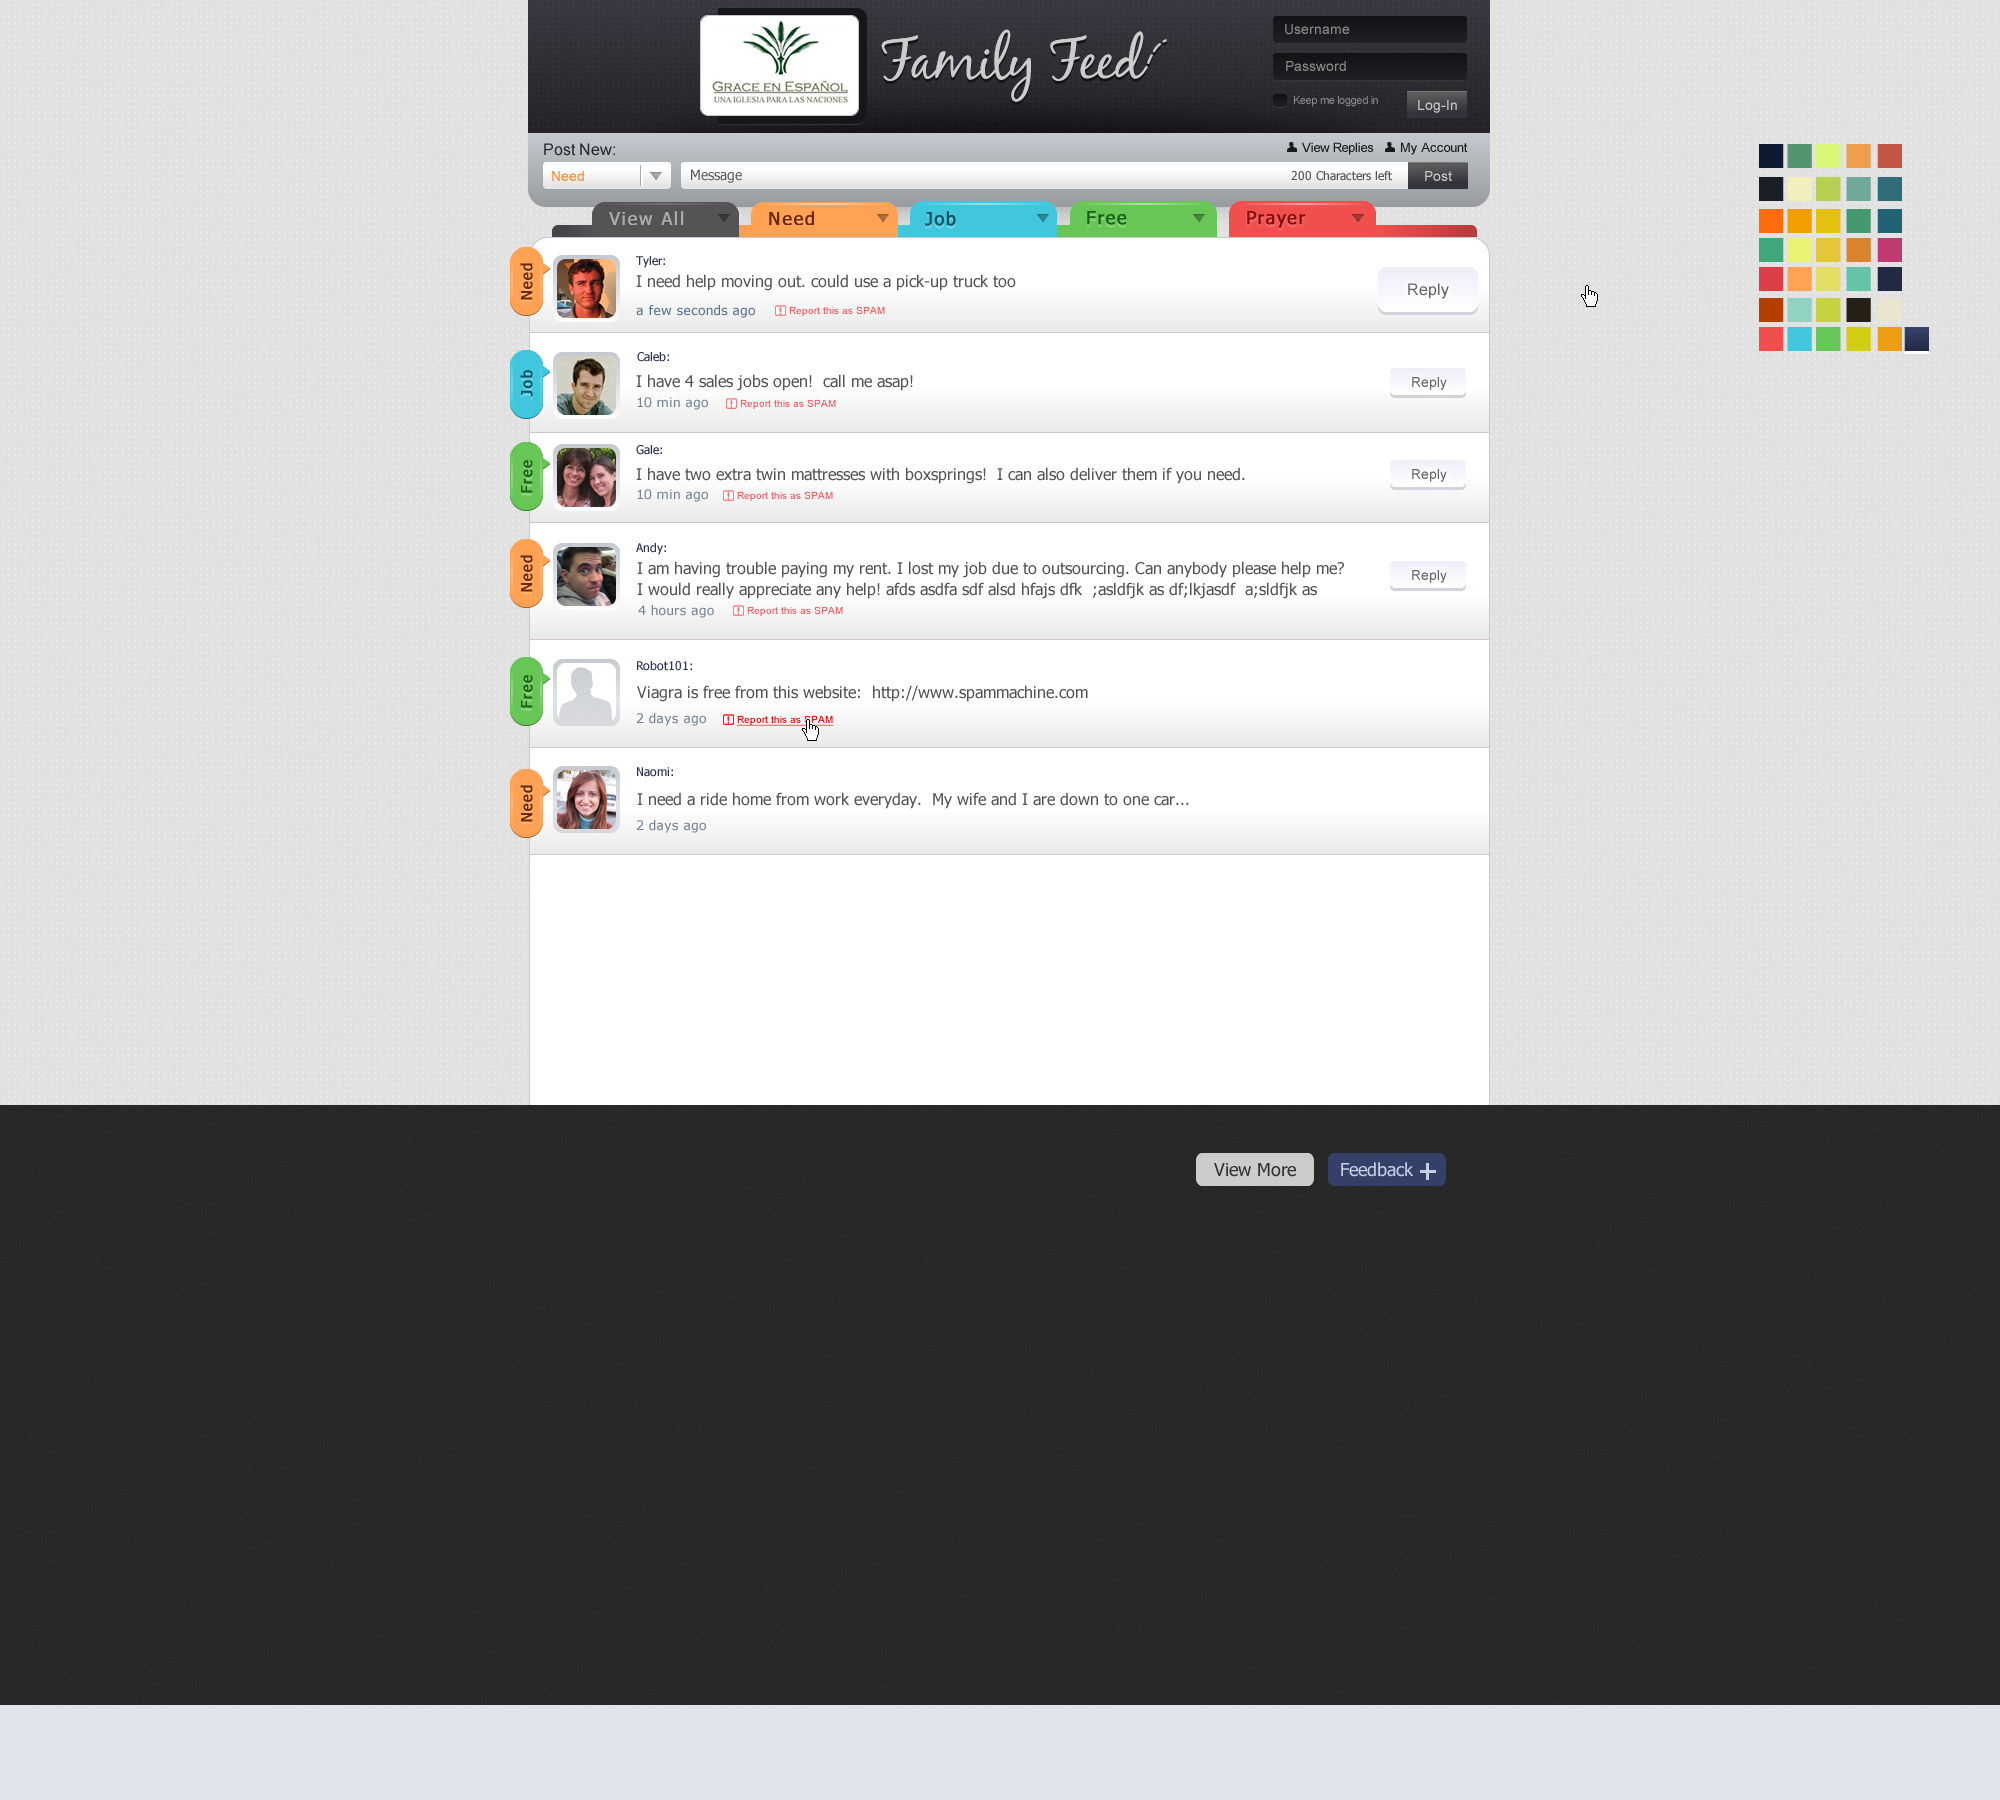 GRACE EN ESPAÑOL
UNA IGLESIA PARA LAS NACIONES
Family Feed
Username
Password
Keep me logged in
Log-In
Post New:
View Replies
My Account
Need
Message
200 Characters left
Post
View All
Need
Job
Free
Prayer
Need
Tyler:
I need help moving out. could use a pick-up truck too
a few seconds ago
Report this as SPAM
Reply
Job
Caleb:
I have 4 sales jobs open!  call me asap!
10 min ago
Report this as SPAM
Reply
Free
Gale:
I have two extra twin mattresses with boxsprings!  I can also deliver them if you need.
10 min ago
Report this as SPAM
Reply
Need
Andy:
I am having trouble paying my rent. I lost my job due to outsourcing. Can anybody please help me?
I would really appreciate any help! afds asdfa sdf alsd hfajs dfk  ;asldfjk as df;lkjasdf  a;sldfjk as
4 hours ago
Report this as SPAM
Reply
Free
Robot101:
Viagra is free from this website:  http://www.spammachine.com
2 days ago
Report this as SPAM
Need
Naomi:
I need a ride home from work everyday.  My wife and I are down to one car...
2 days ago
View More
Feedback